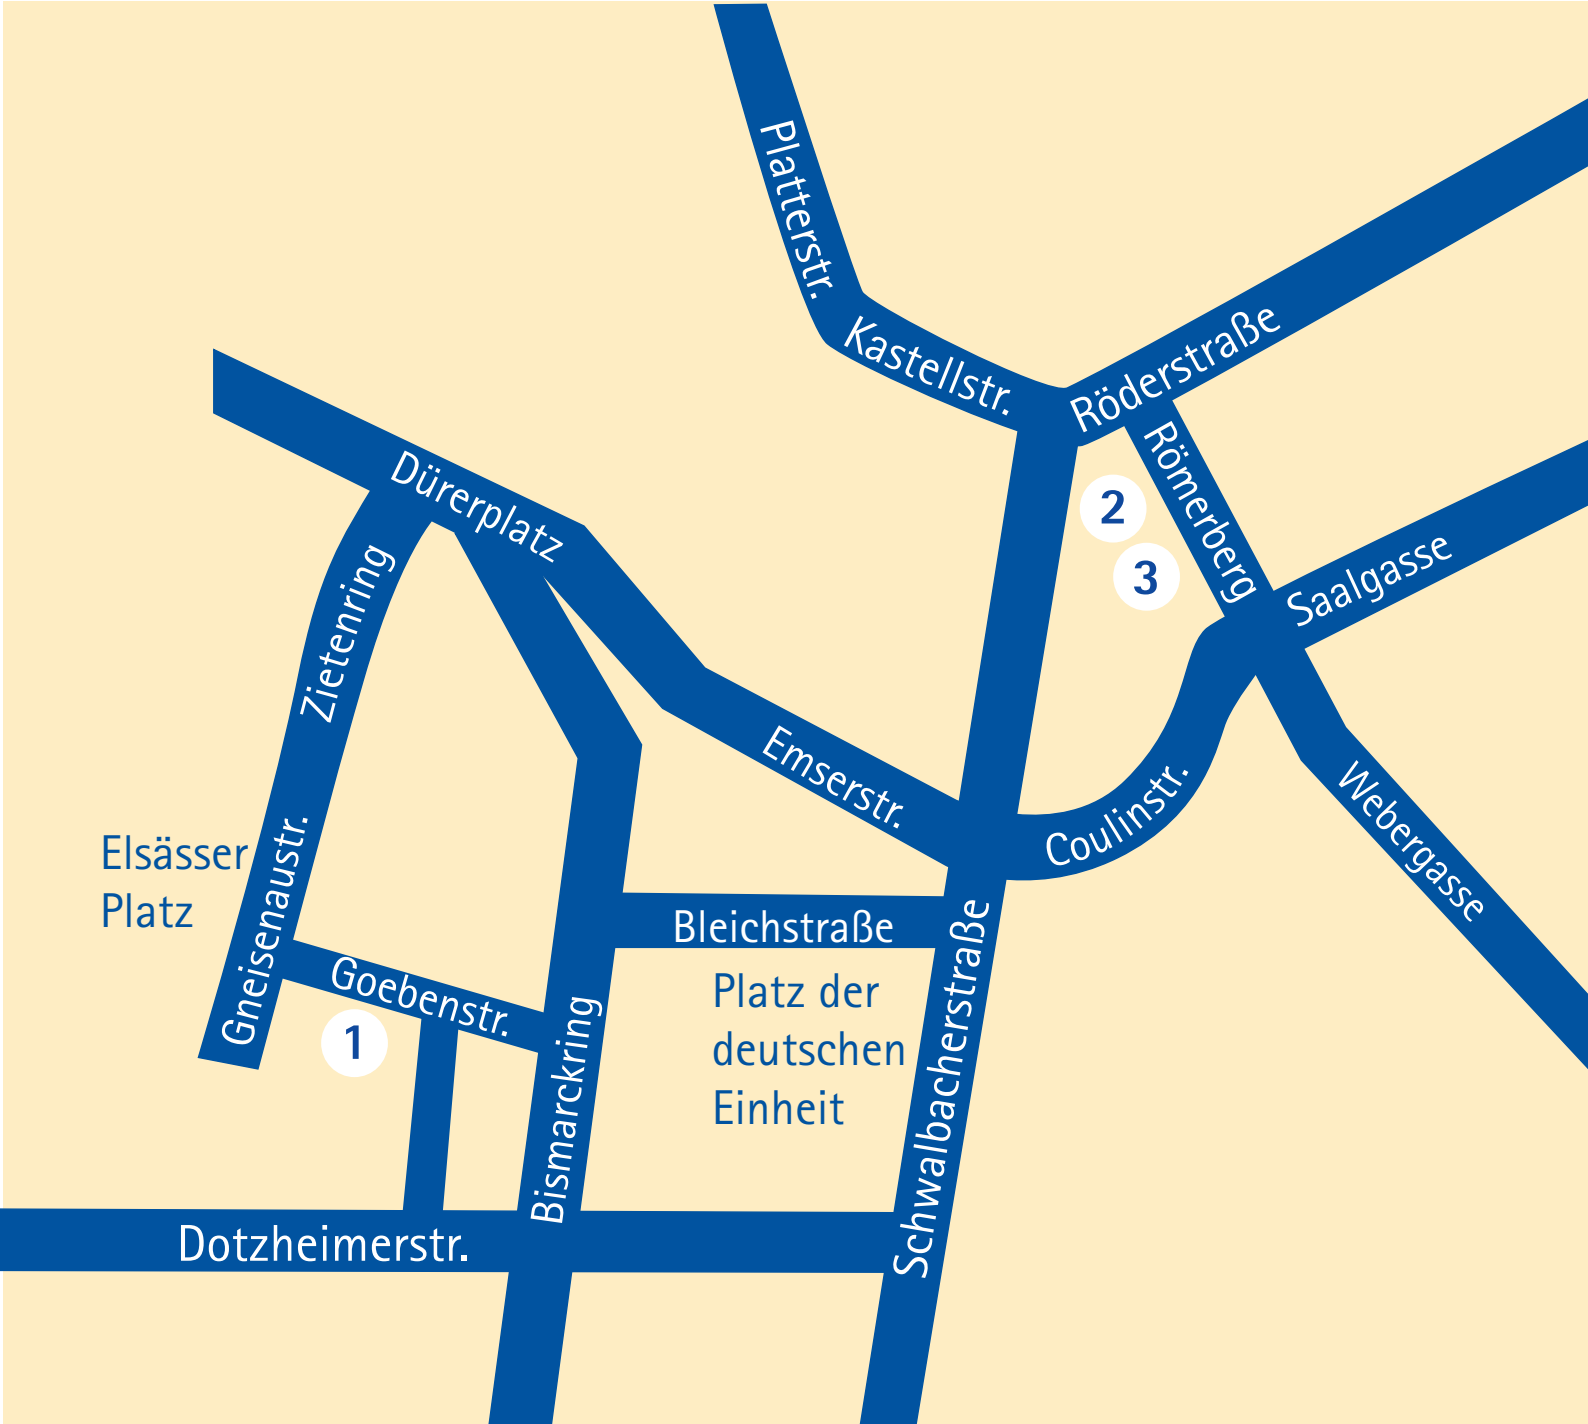 Platterstr.
Kastellstr.
Röderstraße
Römerberg
Dürerplatz
2
3
Saalgasse
Zietenring
Emserstr.
Coulinstr.
Webergasse
Elsässer
Platz
Gneisenaustr.
Bleichstraße
Goebenstr.
1
Platz der
deutschen
Einheit
Bismarckring
Schwalbacherstraße
Dotzheimerstr.